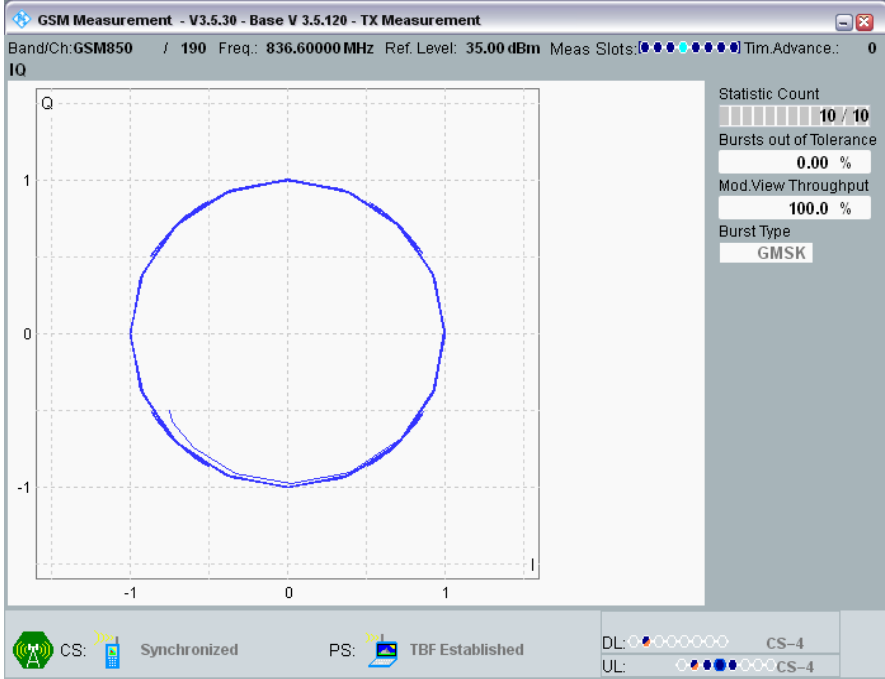 GSM Measurement - V3.5.30 - Base V 3.5.120 - TX Measurement
Band/Ch:GSM850 / 190 Freq.: 836.60000 MHz Ref. Level: 35.00 dBm Meas Slots: Tim.Advance.: 0
IQ
Q
1
0
-1
I
-1 0 1
Statistic Count
10 / 10
Bursts out of Tolerance
0.00 %
Mod.View Throughput
100.0 %
Burst Type
GMSK
CS: Synchronized
PS: TBF Established
DL: CS-4
UL: CS-4